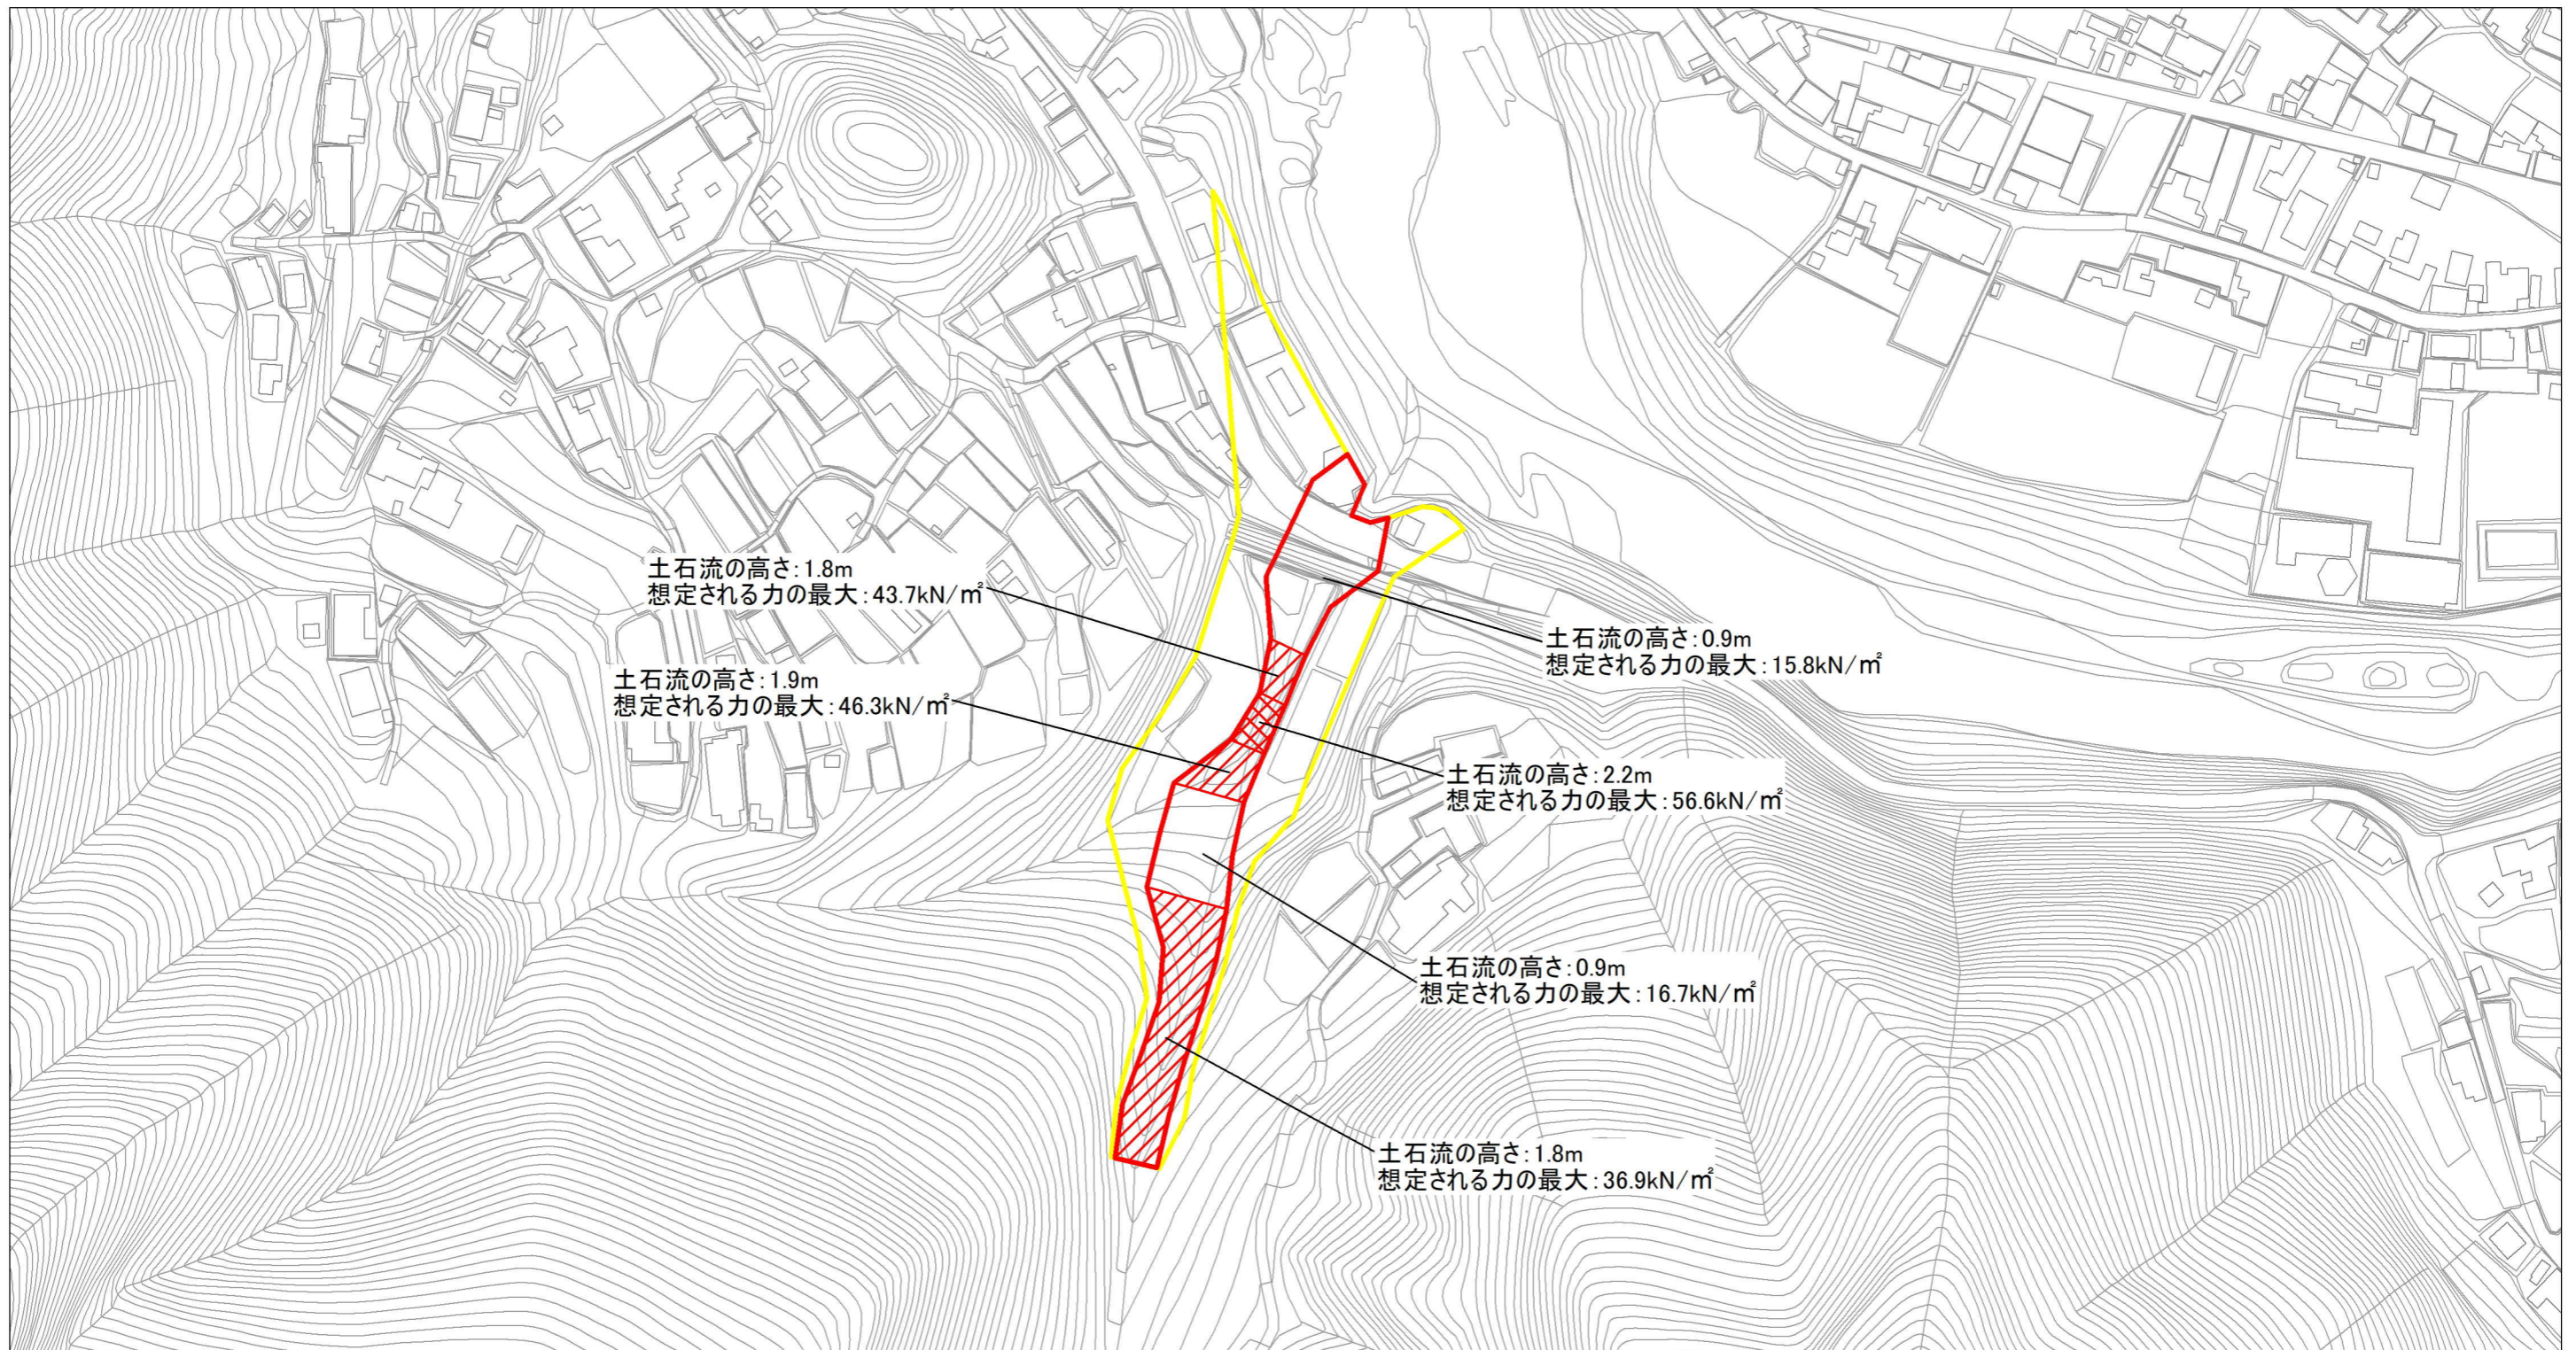 土石流の高さ:1.8m
想定される力の最大:43.7kN/㎡
土石流の高さ:0.9m
想定される力の最大:15.8kN/㎡
土石流の高さ:1.9m
想定される力の最大:46.3kN/㎡
土石流の高さ:2.2m
想定される力の最大:56.6kN/㎡
土石流の高さ:0.9m
想定される力の最大:16.7kN/㎡
土石流の高さ:1.8m
想定される力の最大:36.9kN/㎡